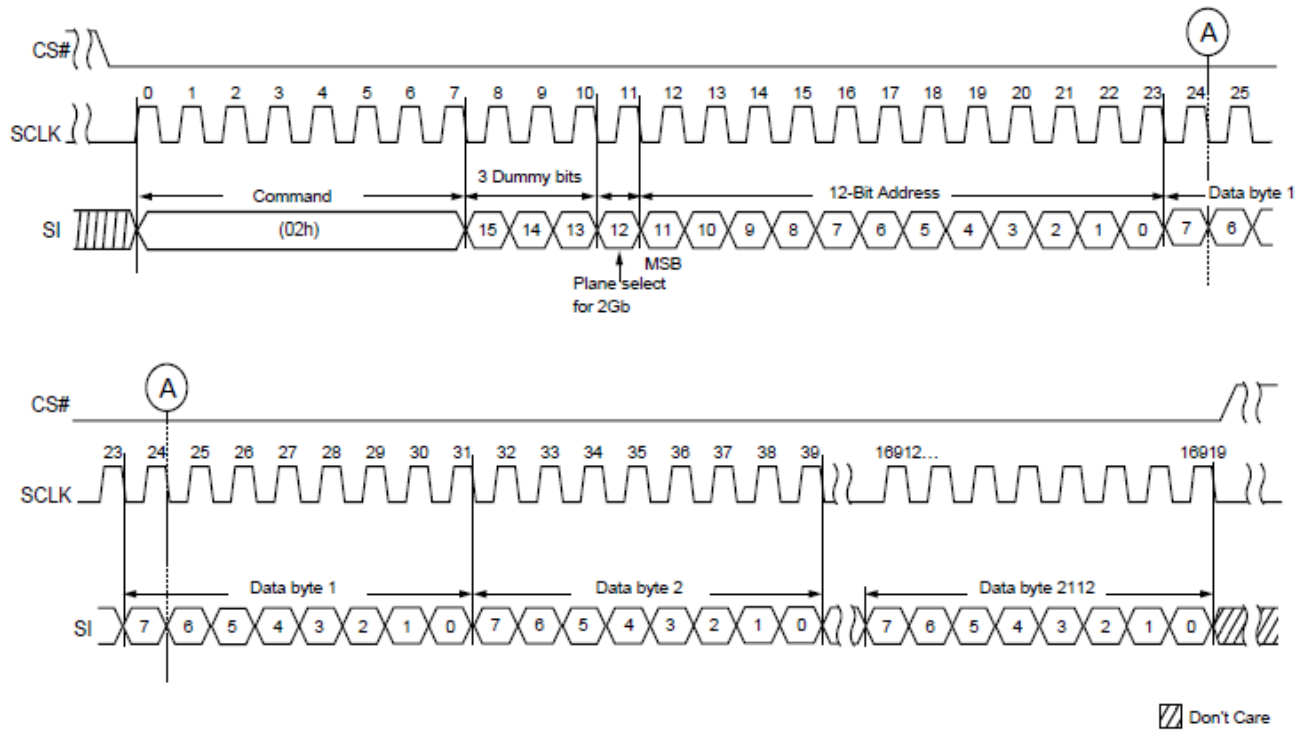 A
CS#
0 1 2 3 4 5 6 7 8 9 10 11 12 13 14 15 16 17 18 19 20 21 22 23 24 25
SCLK
3 Dummy bits
Command 12-Bit Address Data byte 1
SI (02h) 15 14 13 12 11 10 9 8 7 6 5 4 3 2 1 0 7 6
MSB
Plane select
for 2Gb
A
CS#
23 24 25 26 27 28 29 30 31 32 33 34 35 36 37 38 39 16912... 16919
SCLK
Data byte 1 Data byte 2 Data byte 2112
SI 7 6 5 4 3 2 1 0 7 6 5 4 3 2 1 0 7 6 5 4 3 2 1 0
Don't Care